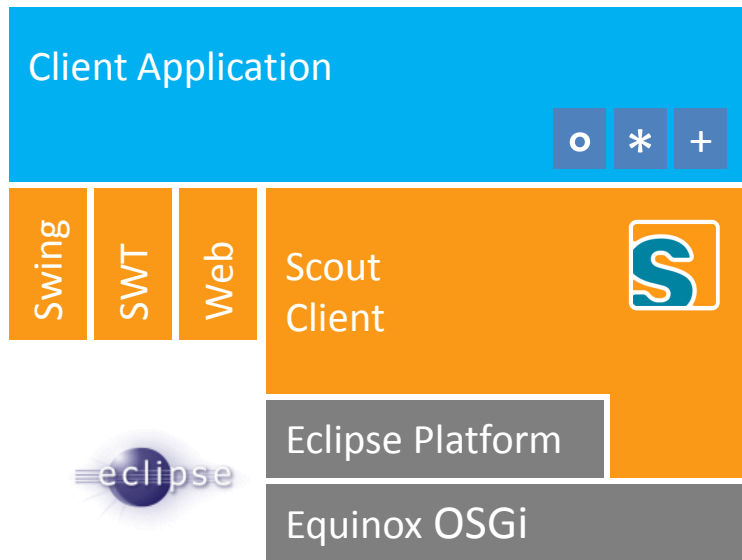 Client Application
° * +
Swing
SWT
Web
Scout
Client
S
Eclipse Platform
eclipse
Equinox OSGi